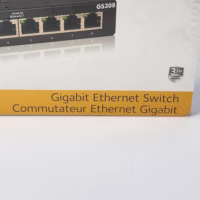 GS308
Gigabit Ethernet Switch
Commutateur Ethernet Gigabit